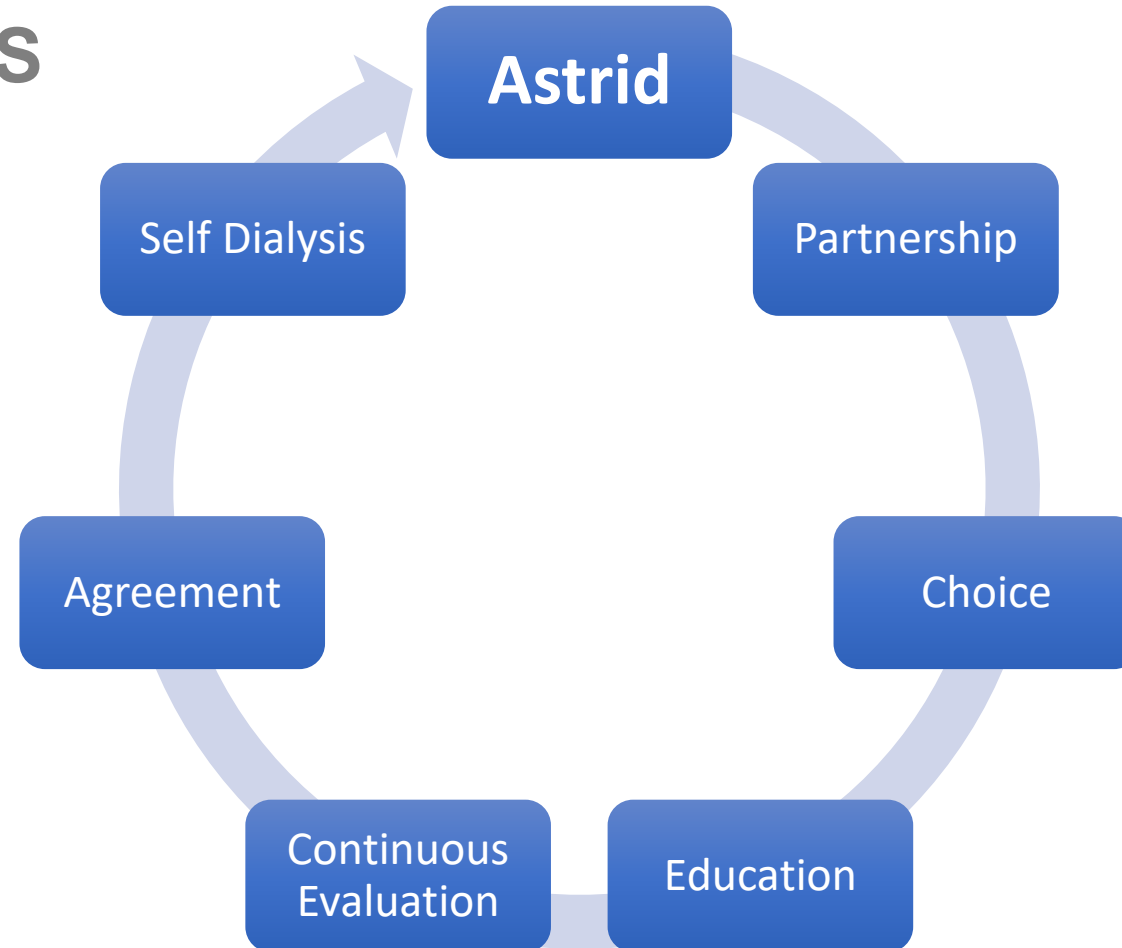 s
Astrid
Partnership
Choice
Education
Continuous
Evaluation
Agreement
Self Dialysis